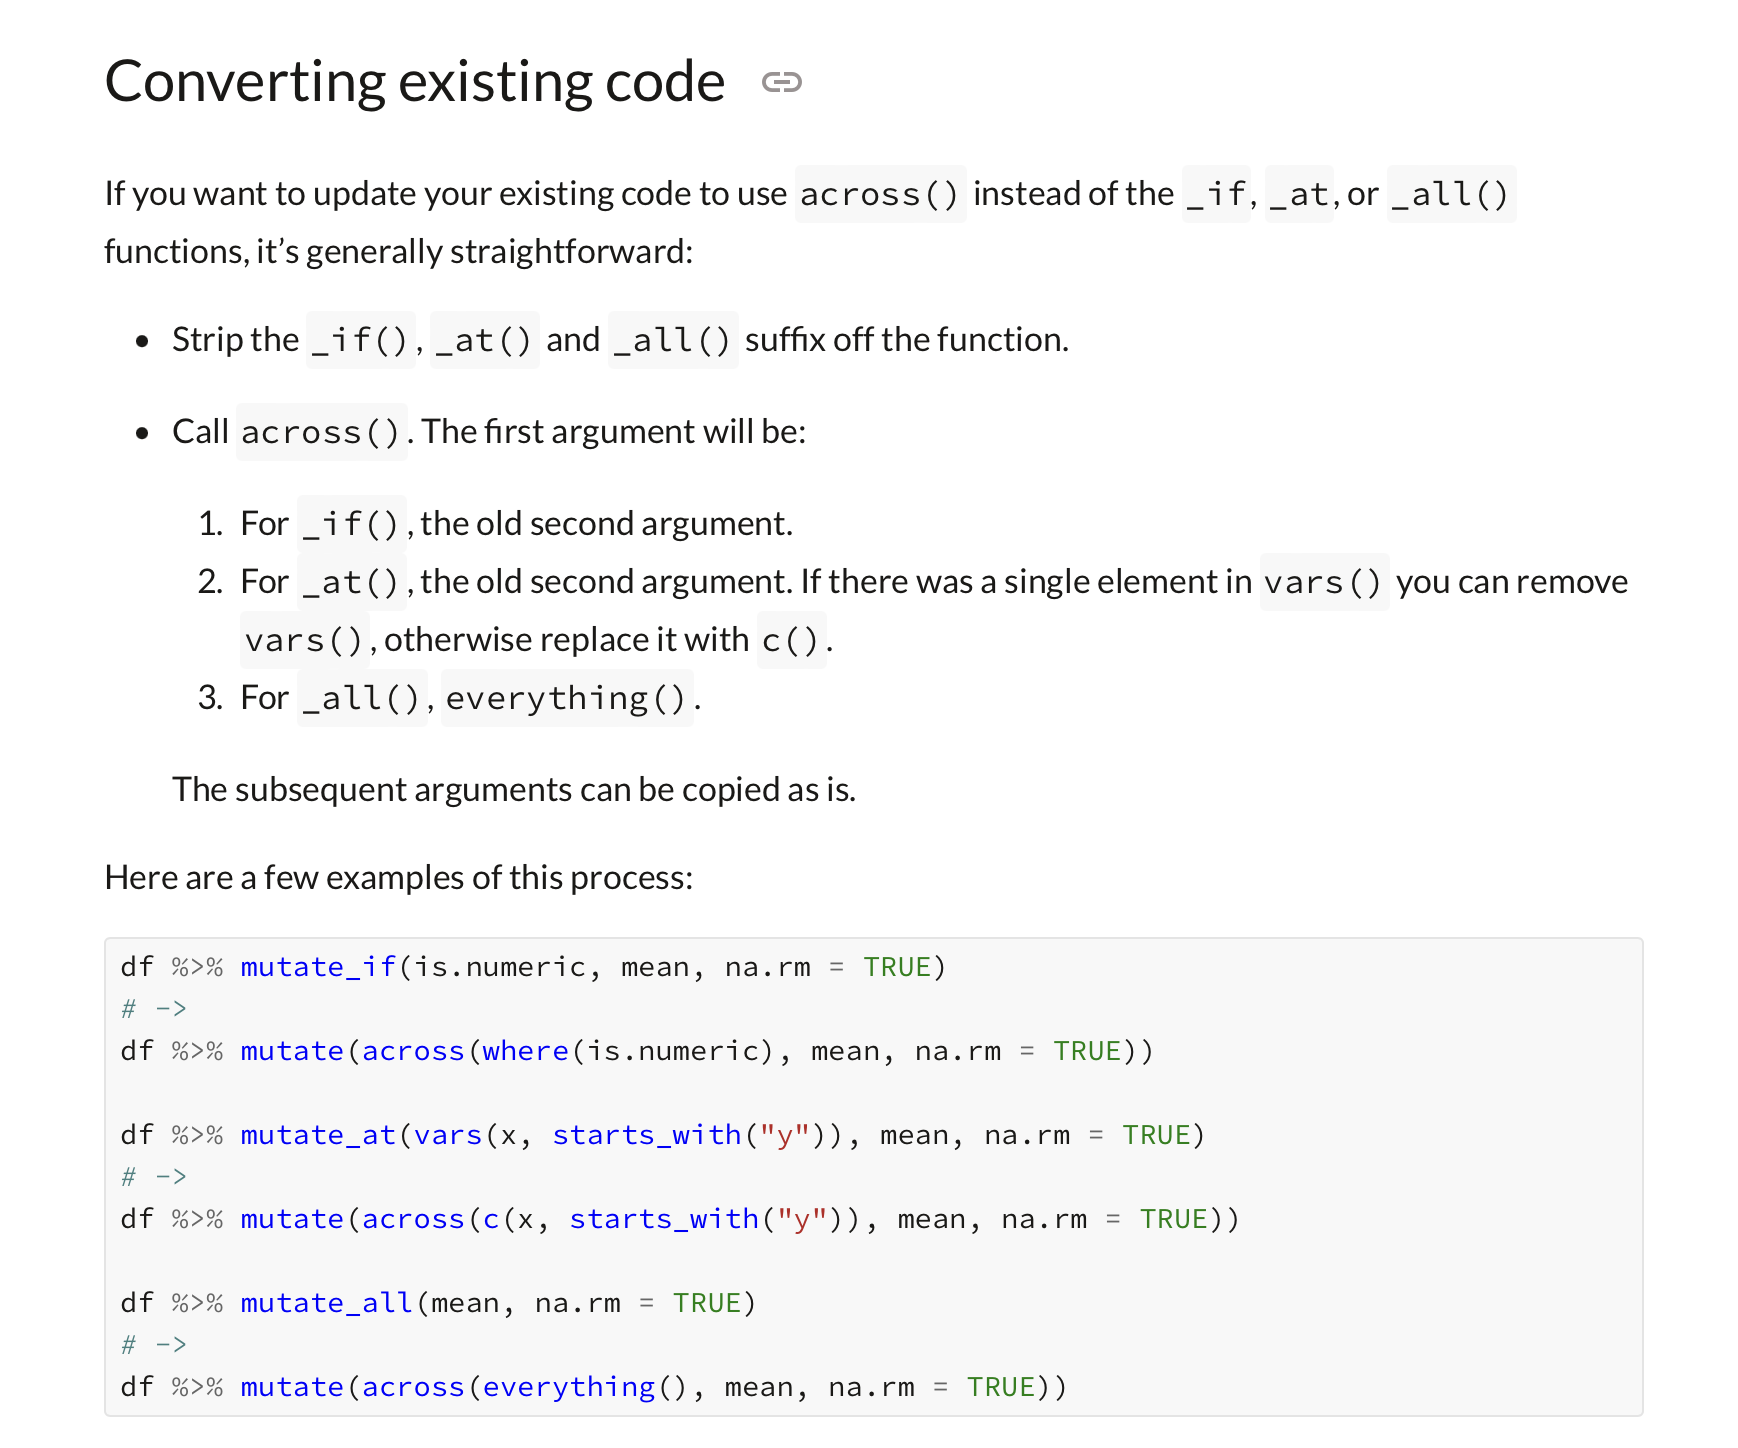 Converting existing code
If you want to update your existing code to use across() instead of the _if, _at, or _all()
functions, it’s generally straightforward:
• Strip the _if(), _at() and _all() suffix off the function.
• Call across(). The first argument will be:
1. For _if(), the old second argument.
2. For _at(), the old second argument. If there was a single element in vars() you can remove
vars(), otherwise replace it with c().
3. For _all(), everything().
The subsequent arguments can be copied as is.
Here are a few examples of this process:
df %>% mutate_if(is.numeric, mean, na.rm = TRUE)
# ->
df %>% mutate(across(where(is.numeric), mean, na.rm = TRUE))
df %>% mutate_at(vars(x, starts_with("y")), mean, na.rm = TRUE)
# ->
df %>% mutate(across(c(x, starts_with("y")), mean, na.rm = TRUE))
df %>% mutate_all(mean, na.rm = TRUE)
# ->
df %>% mutate(across(everything(), mean, na.rm = TRUE))